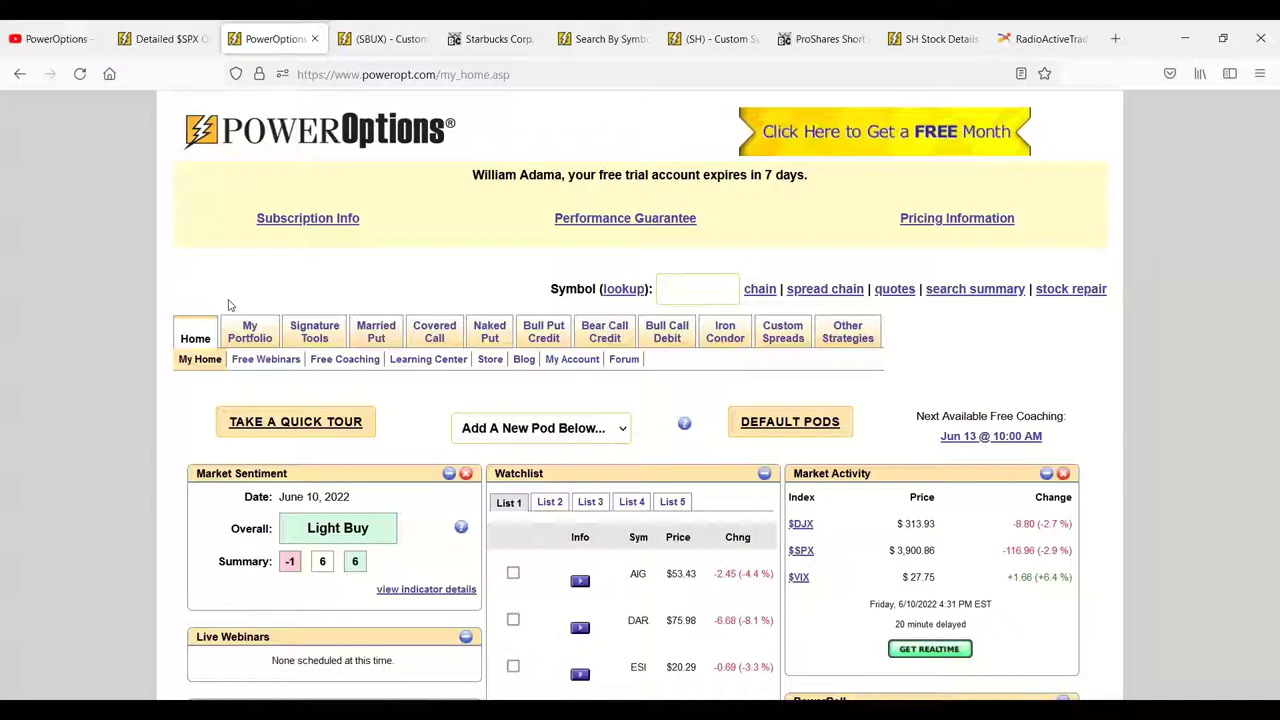 PowerOptions -
Detailed $SPX O
PowerOptions
(SBUX) - Custom
Starbucks Corp.
Search By Symbo
(SH) - Custom Sy
ProShares Short
SH Stock Details
RadioActiveTrad
https://www.poweropt.com/my_home.asp
POWEROptions®
Click Here to Get a FREE Month
William Adama, your free trial account expires in 7 days.
Subscription Info Performance Guarantee Pricing Information
Symbol (lookup): chain | spread chain | quotes | search summary | stock repair
Home
My Portfolio
Signature Tools
Married Put
Covered Call
Naked Put
Bull Put Credit
Bear Call Credit
Bull Call Debit
Iron Condor
Custom Spreads
Other Strategies
My Home Free Webinars Free Coaching Learning Center Store Blog My Account Forum
TAKE A QUICK TOUR
Add A New Pod Below...
DEFAULT PODS
Next Available Free Coaching:
Jun 13 @ 10:00 AM
Market Sentiment
Date: June 10, 2022
Overall: Light Buy
Summary: -1 6 6
view indicator details
Live Webinars
None scheduled at this time.
Watchlist
List 1 List 2 List 3 List 4 List 5
Info Sym Price Chng
AIG $53.43 -2.45 (-4.4 %)
DAR $75.98 -6.68 (-8.1 %)
ESI $20.29 -0.69 (-3.3 %)
Market Activity
Index Price Change
$DJX $ 313.93 -8.80 (-2.7 %)
$SPX $ 3,900.86 -116.96 (-2.9 %)
$VIX $ 27.75 +1.66 (+6.4 %)
Friday, 6/10/2022 4:31 PM EST
20 minute delayed
GET REALTIME